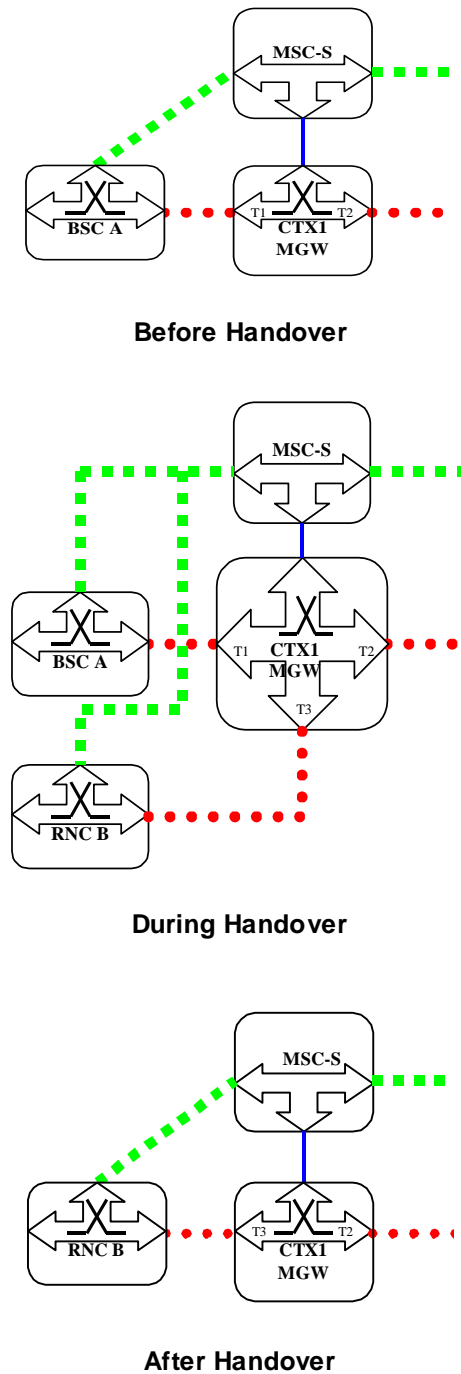 MSC-S
BSC A
T1
T2
CTX1
MGW
Before Handover
MSC-S
BSC A
T1
CTX1
MGW
T2
T3
RNC B
During Handover
MSC-S
RNC B
T3
T2
CTX1
MGW
After Handover